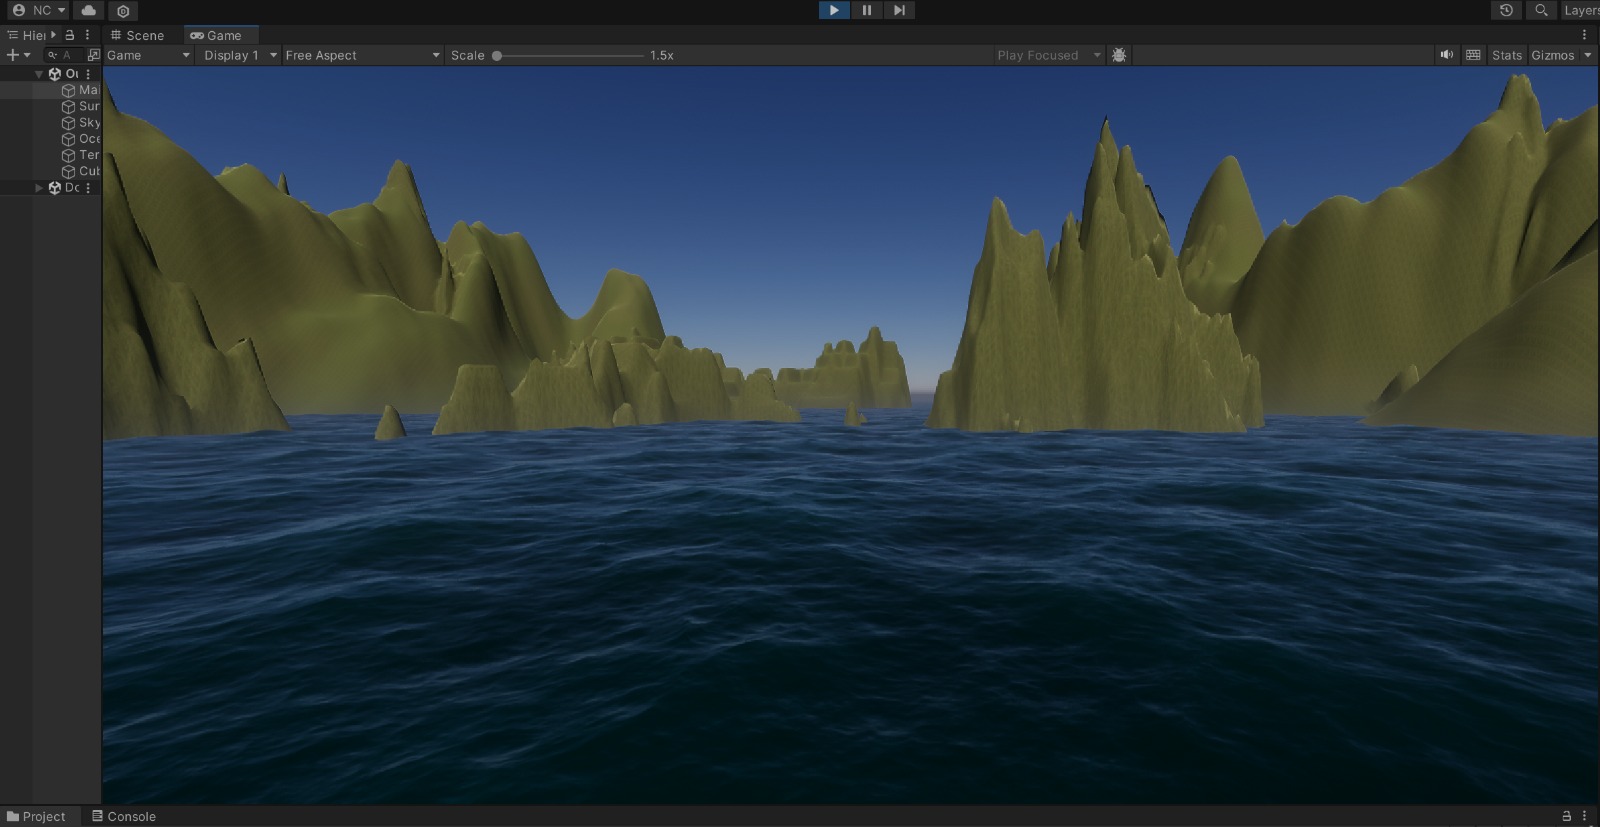 NC
Layers
Hier
Scene
Game
A
Game
Display 1
Free Aspect
Scale
1.5x
Play Focused
Stats
Gizmos
Ou
Mai
Sun
Sky
Oce
Ter
Cub
Do
Project
Console